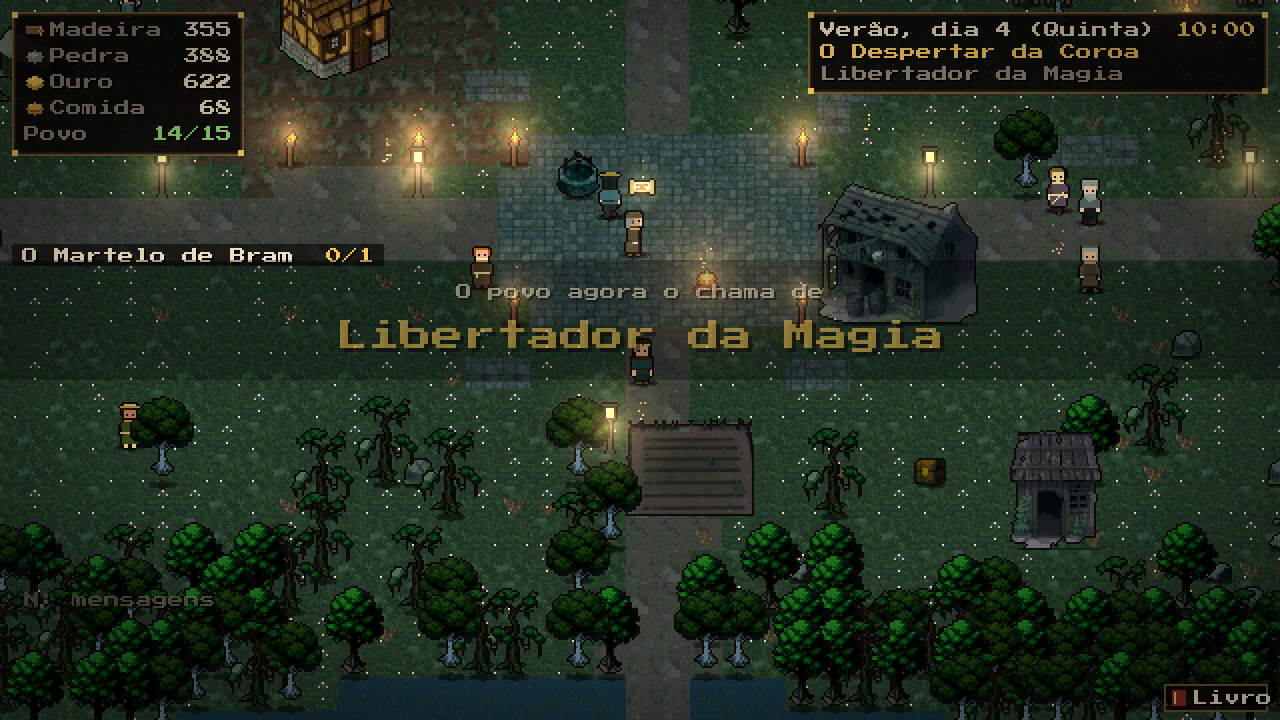 Madeira 355
Pedra 388
Ouro 622
Comida 68
Povo 14/15
Verão, dia 4 (Quinta) 10:00
O Despertar da Coroa
Libertador da Magia
O Martelo de Bram 0/1
O povo agora o chama de
Libertador da Magia
N: mensagens
Livro